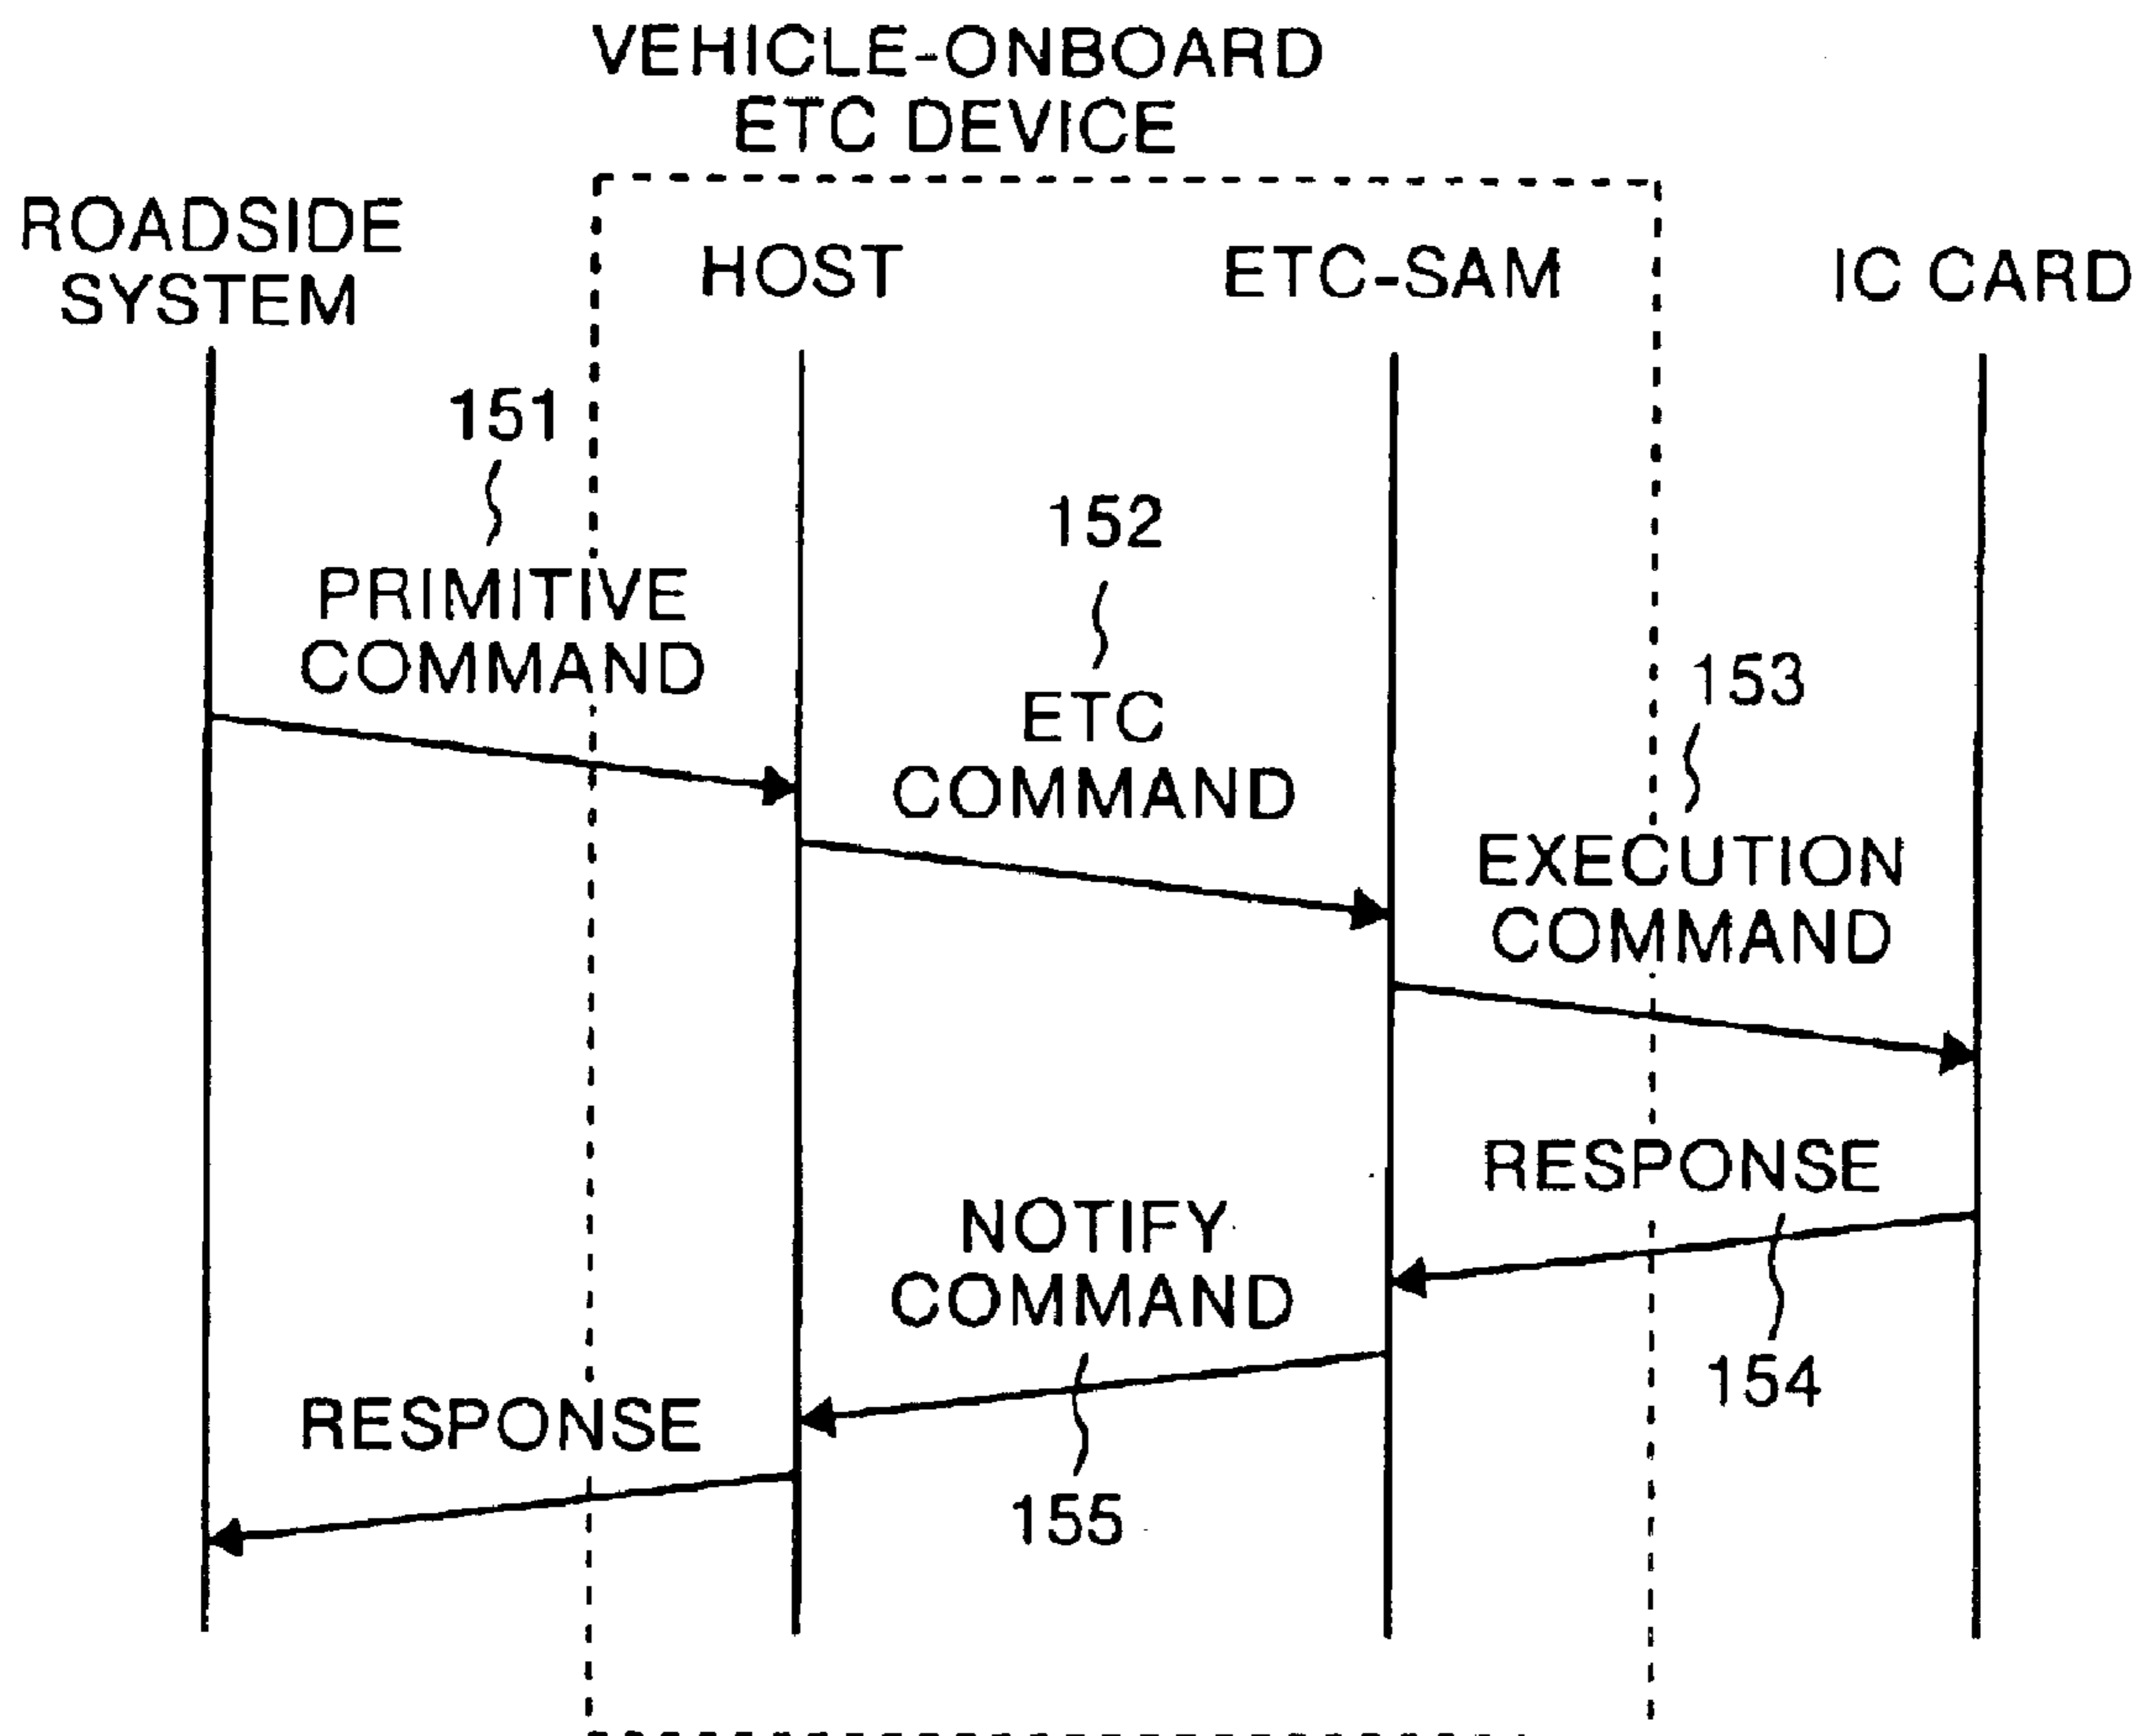 VEHICLE-ONBOARD
ETC DEVICE
ROADSIDE
SYSTEM
HOST
ETC-SAM
IC CARD
151
PRIMITIVE
COMMAND
152
ETC
COMMAND
153
EXECUTION
COMMAND
RESPONSE
154
NOTIFY
COMMAND
155
RESPONSE